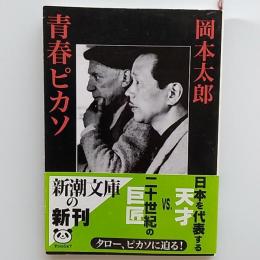 岡本太郎
青春ピカソ
日本を代表する
天才
vs.
二十世紀の
巨匠
タロー、ピカソに迫る!
新潮文庫
の
新刊